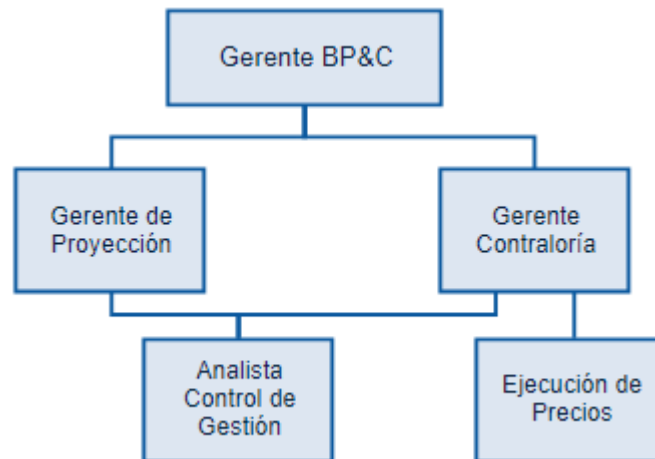 Gerente BP&C
Gerente de
Proyección
Gerente
Contraloría
Analista
Control de
Gestión
Ejecución de
Precios